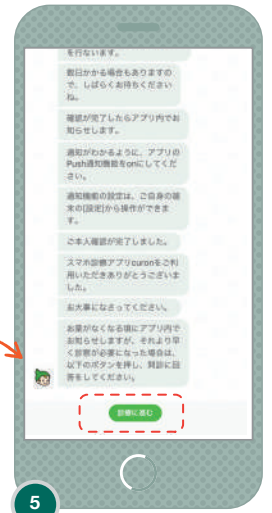 を行ないます。
数日かかる場合もありますの
で、しばらくお待ちください
ね。
確認が完了したらアプリ内でお
知らせします。
通知がわかるように、アプリの
Push通知機能をonにしてくだ
さい。
通知機能の設定は、ご自身の端
末の[設定]から操作ができま
す。
ご本人確認が完了しました。
スマホ診療アプリcuronをご利
用いただきありがとうございま
した。
お大事になさってください。
お薬がなくなる頃にアプリ内で
お知らせしますが、それより早
く診察が必要になった場合は、
以下のボタンを押し、問診に回
答をしてください。
診療に進む
5